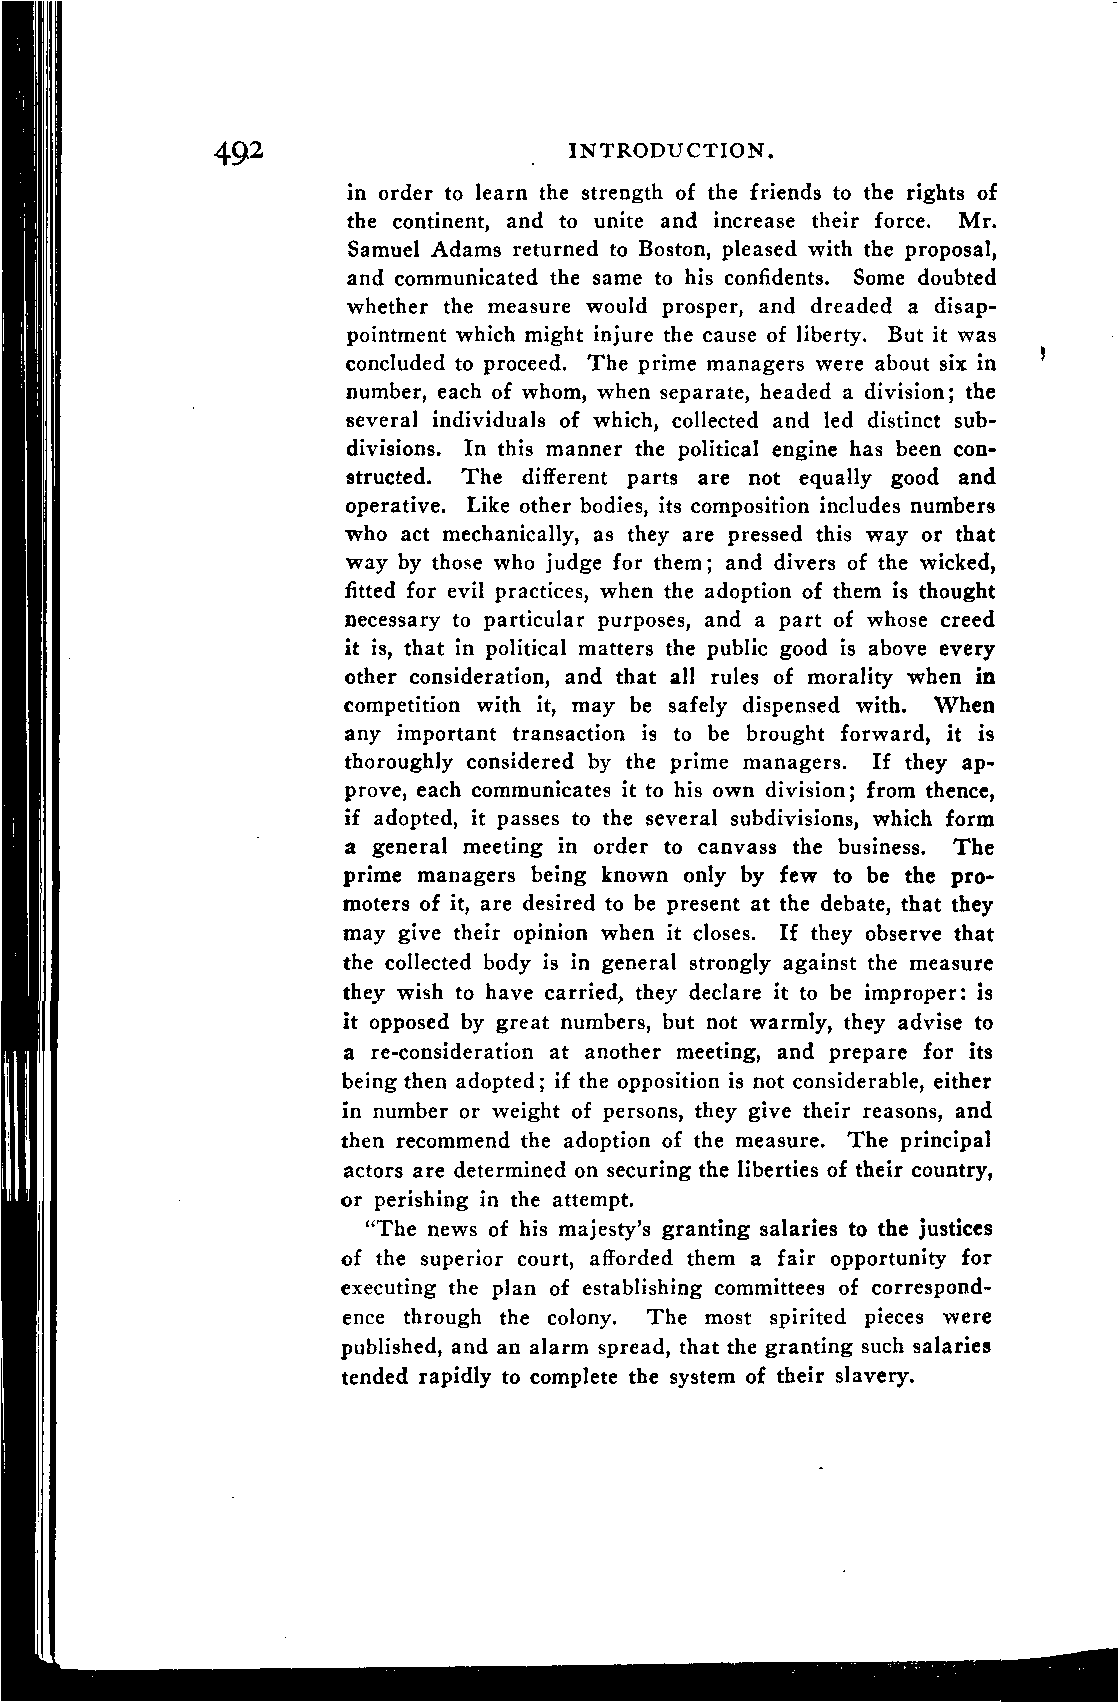 492 INTRODUCTION.
in order to learn the strength of the friends to the rights of
the continent, and to unite and increase their force. Mr.
Samuel Adams returned to Boston, pleased with the proposal,
and communicated the same to his confidents. Some doubted
whether the measure would prosper, and dreaded a disap-
pointment which might injure the cause of liberty. But it was
concluded to proceed. The prime managers were about six in
number, each of whom, when separate, headed a division; the
several individuals of which, collected and led distinct sub-
divisions. In this manner the political engine has been con-
structed. The different parts are not equally good and
operative. Like other bodies, its composition includes numbers
who act mechanically, as they are pressed this way or that
way by those who judge for them; and divers of the wicked,
fitted for evil practices, when the adoption of them is thought
necessary to particular purposes, and a part of whose creed
it is, that in political matters the public good is above every
other consideration, and that all rules of morality when in
competition with it, may be safely dispensed with. When
any important transaction is to be brought forward, it is
thoroughly considered by the prime managers. If they ap-
prove, each communicates it to his own division; from thence,
if adopted, it passes to the several subdivisions, which form
a general meeting in order to canvass the business. The
prime managers being known only by few to be the pro-
moters of it, are desired to be present at the debate, that they
may give their opinion when it closes. If they observe that
the collected body is in general strongly against the measure
they wish to have carried, they declare it to be improper: is
it opposed by great numbers, but not warmly, they advise to
a re-consideration at another meeting, and prepare for its
being then adopted; if the opposition is not considerable, either
in number or weight of persons, they give their reasons, and
then recommend the adoption of the measure. The principal
actors are determined on securing the liberties of their country,
or perishing in the attempt.
"The news of his majesty's granting salaries to the justices
of the superior court, afforded them a fair opportunity for
executing the plan of establishing committees of correspond-
ence through the colony. The most spirited pieces were
published, and an alarm spread, that the granting such salaries
tended rapidly to complete the system of their slavery.